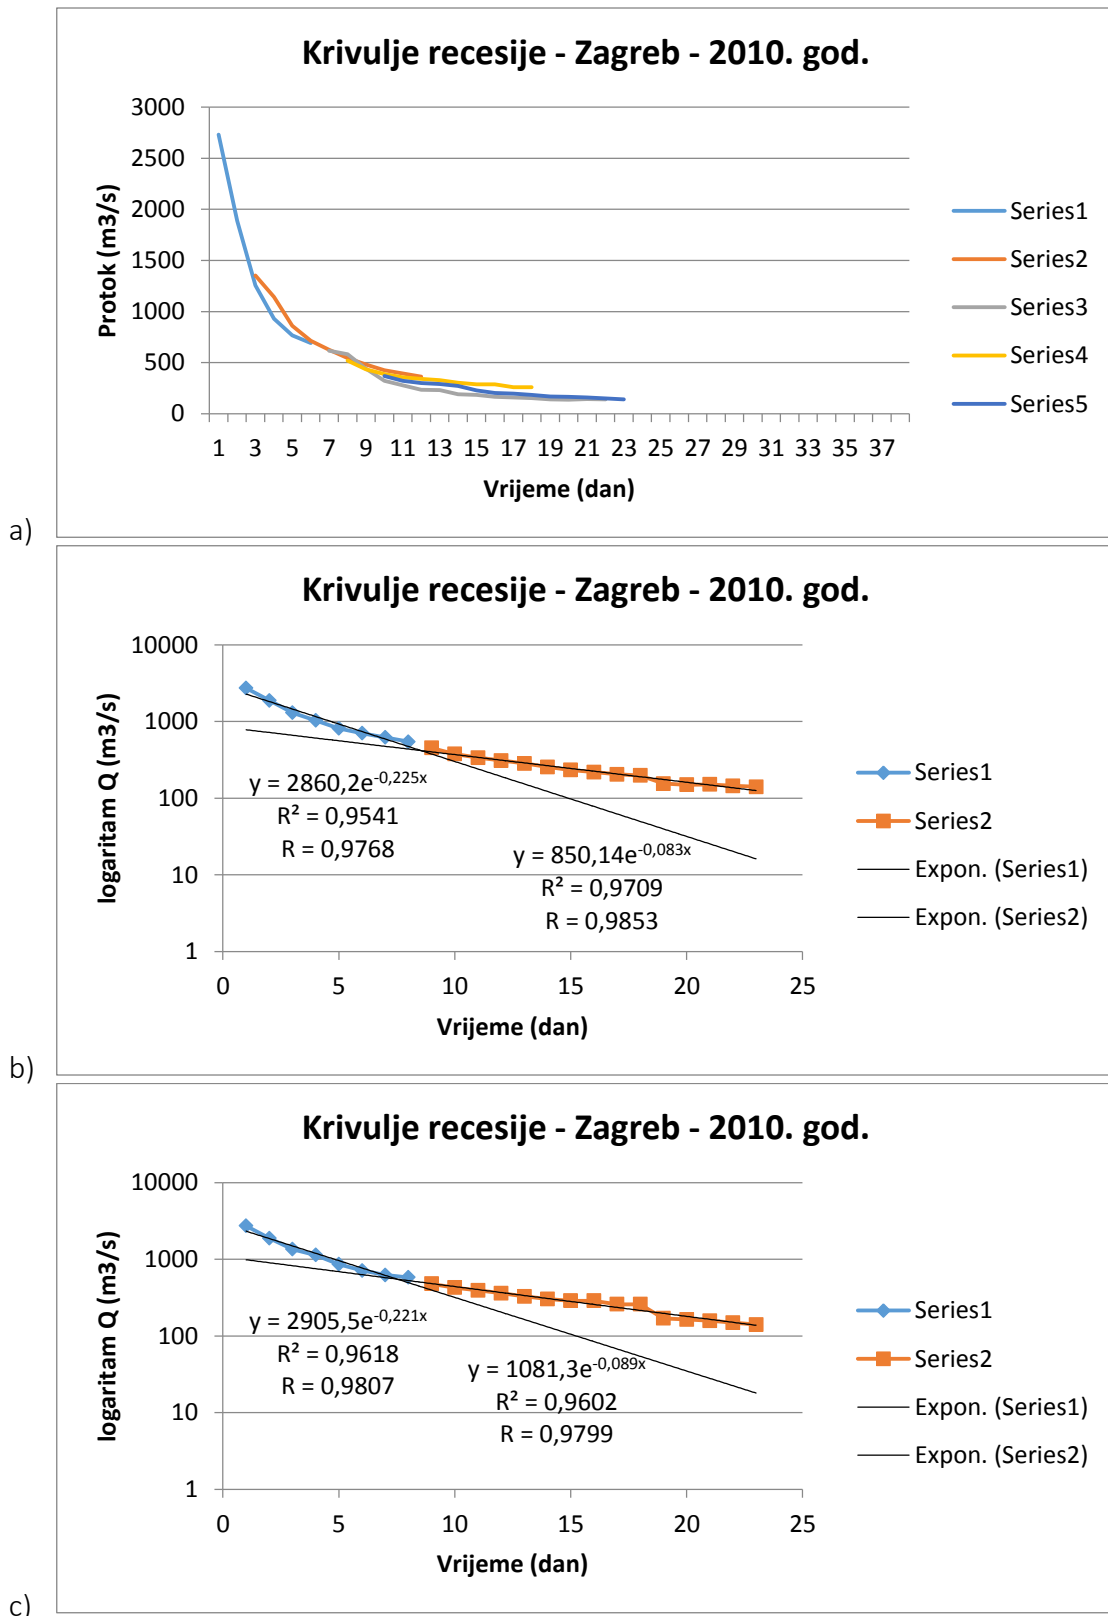 Krivulje recesije - Zagreb - 2010. god.
3000
2500
2000
1500
1000
500
0
Protok (m3/s)
1 3 5 7 9 11 13 15 17 19 21 23 25 27 29 31 33 35 37
Vrijeme (dan)
Series1
Series2
Series3
Series4
Series5
a)
Krivulje recesije - Zagreb - 2010. god.
10000
1000
100
10
1
logaritam Q (m3/s)
y = 2860,2e^-0,225x
R² = 0,9541
R = 0,9768
y = 850,14e^-0,083x
R² = 0,9709
R = 0,9853
0 5 10 15 20 25
Vrijeme (dan)
Series1
Series2
Expon. (Series1)
Expon. (Series2)
b)
Krivulje recesije - Zagreb - 2010. god.
10000
1000
100
10
1
logaritam Q (m3/s)
y = 2905,5e^-0,221x
R² = 0,9618
R = 0,9807
y = 1081,3e^-0,089x
R² = 0,9602
R = 0,9799
0 5 10 15 20 25
Vrijeme (dan)
Series1
Series2
Expon. (Series1)
Expon. (Series2)
c)